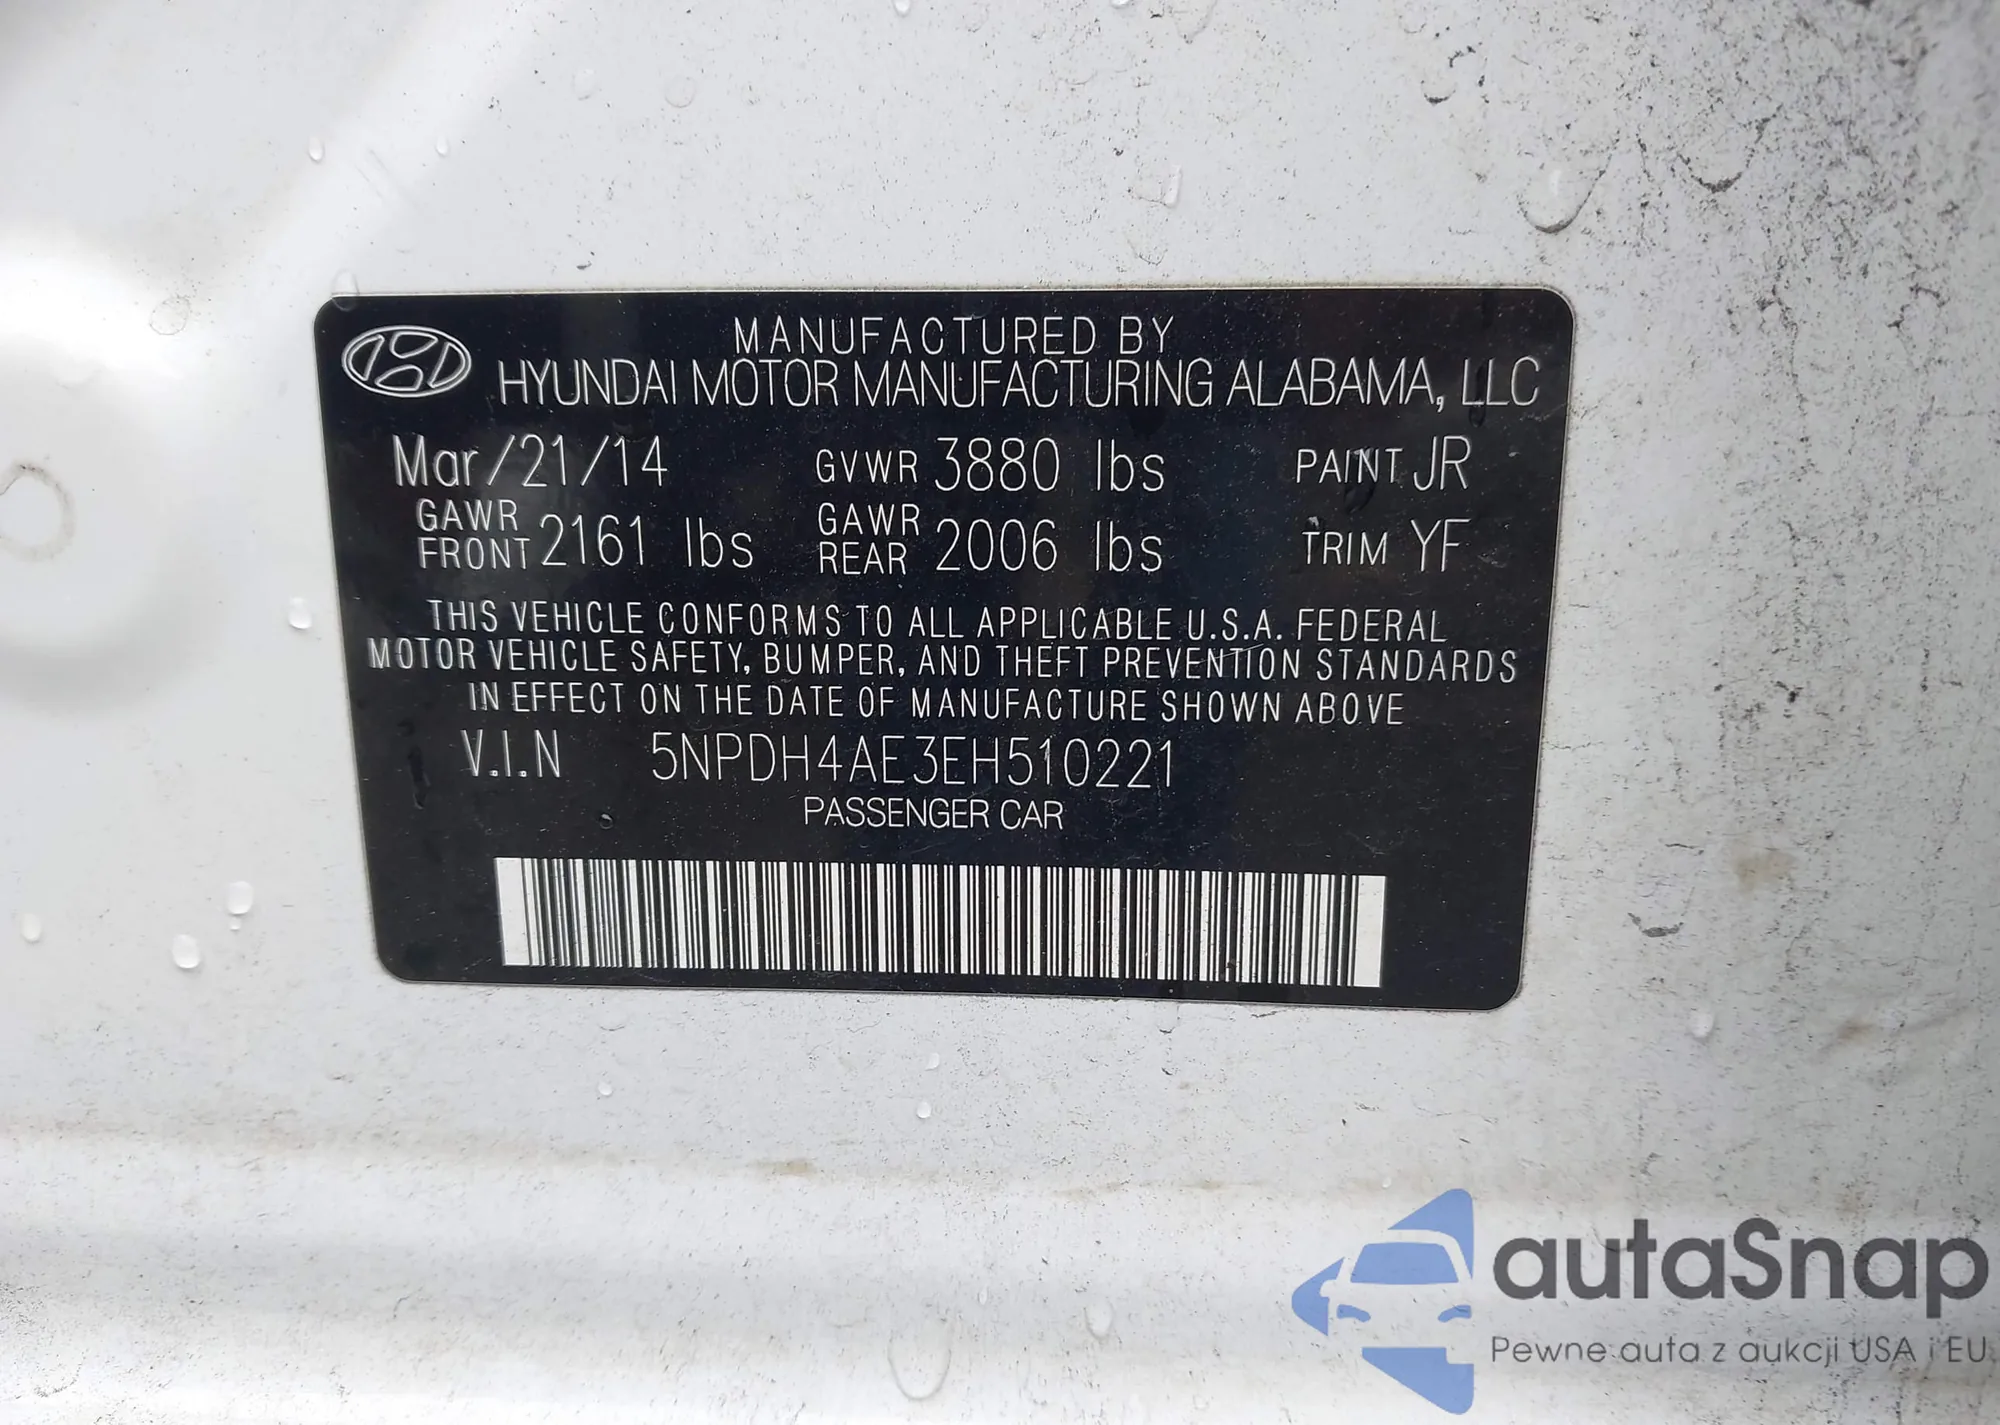 MANUFACTURED BY
HYUNDAI MOTOR MANUFACTURING ALABAMA, LLC
Mar/21/14 GVWR 3880 lbs PAINT JR
GAWR FRONT 2161 lbs GAWR REAR 2006 lbs TRIM YF
THIS VEHICLE CONFORMS TO ALL APPLICABLE U.S.A. FEDERAL
MOTOR VEHICLE SAFETY, BUMPER, AND THEFT PREVENTION STANDARDS
IN EFFECT ON THE DATE OF MANUFACTURE SHOWN ABOVE
V.I.N 5NPDH4AE3EH510221
PASSENGER CAR
autaSnap
Pewne auta z aukcji USA i EU